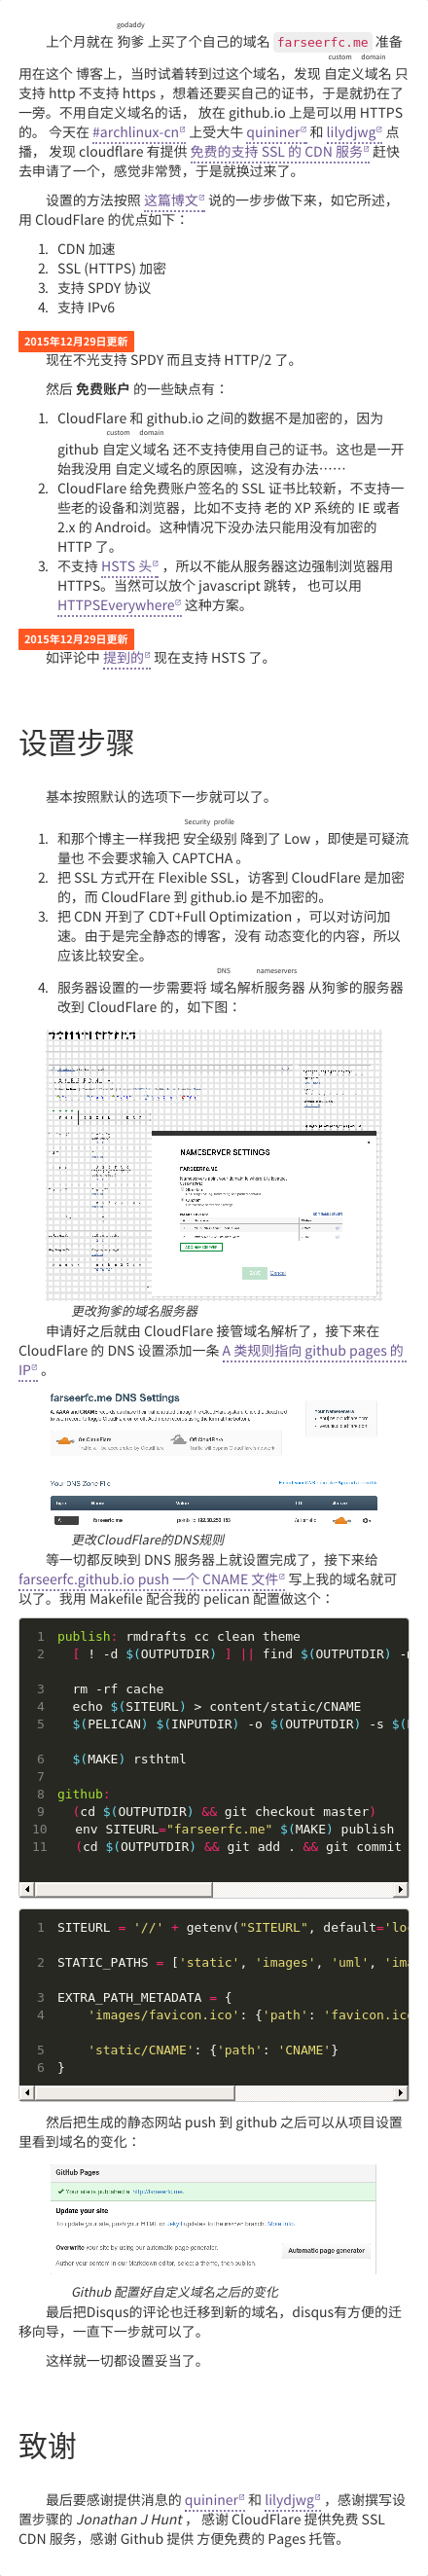 godaddy
上个月就在 狗爹 上买了个自己的域名 farseerfc.me 准备
custom domain
用在这个 博客上，当时试着转到过这个域名，发现 自定义域名 只
支持 http 不支持 https ，想着还要买自己的证书，于是就扔在了
一旁。不用自定义域名的话， 放在 github.io 上是可以用 HTTPS
的。 今天在 #archlinux-cn 上受大牛 quininer 和 lilydjwg 点
播， 发现 cloudflare 有提供 免费的支持 SSL 的 CDN 服务 赶快
去申请了一个，感觉非常赞，于是就换过来了。
设置的方法按照 这篇博文 说的一步步做下来，如它所述，
用 CloudFlare 的优点如下：
1. CDN 加速
2. SSL (HTTPS) 加密
3. 支持 SPDY 协议
4. 支持 IPv6
2015年12月29日更新
现在不光支持 SPDY 而且支持 HTTP/2 了。
然后 免费账户 的一些缺点有：
1. CloudFlare 和 github.io 之间的数据不是加密的，因为
custom domain
github 自定义域名 还不支持使用自己的证书。这也是一开
始我没用 自定义域名的原因嘛，这没办法……
2. CloudFlare 给免费账户签名的 SSL 证书比较新，不支持一
些老的设备和浏览器，比如不支持 老的 XP 系统的 IE 或者
2.x 的 Android。这种情况下没办法只能用没有加密的
HTTP 了。
3. 不支持 HSTS 头 ，所以不能从服务器这边强制浏览器用
HTTPS。当然可以放个 javascript 跳转， 也可以用
HTTPSEverywhere 这种方案。
2015年12月29日更新
如评论中 提到的 现在支持 HSTS 了。
设置步骤
基本按照默认的选项下一步就可以了。
Security profile
1. 和那个博主一样我把 安全级别 降到了 Low ，即使是可疑流
量也 不会要求输入 CAPTCHA 。
2. 把 SSL 方式开在 Flexible SSL，访客到 CloudFlare 是加密
的，而 CloudFlare 到 github.io 是不加密的。
3. 把 CDN 开到了 CDT+Full Optimization ，可以对访问加
速。由于是完全静态的博客，没有 动态变化的内容，所以
应该比较安全。
DNS nameservers
4. 服务器设置的一步需要将 域名解析服务器 从狗爹的服务器
改到 CloudFlare 的，如下图：
NAMESERVER SETTINGS
FARSEERFC.ME
更改狗爹的域名服务器
申请好之后就由 CloudFlare 接管域名解析了，接下来在
CloudFlare 的 DNS 设置添加一条 A 类规则指向 github pages 的
IP 。
farseerfc.me DNS Settings
Your DNS Zone File
更改CloudFlare的DNS规则
等一切都反映到 DNS 服务器上就设置完成了，接下来给
farseerfc.github.io push 一个 CNAME 文件 写上我的域名就可
以了。我用 Makefile 配合我的 pelican 配置做这个：
1 publish: rmdrafts cc clean theme
2 [ ! -d $(OUTPUTDIR) ] || find $(OUTPUTDIR) -
3 rm -rf cache
4 echo $(SITEURL) > content/static/CNAME
5 $(PELICAN) $(INPUTDIR) -o $(OUTPUTDIR) -s $(
6 $(MAKE) rsthtml
7
8 github:
9 (cd $(OUTPUTDIR) && git checkout master)
10 env SITEURL="farseerfc.me" $(MAKE) publish
11 (cd $(OUTPUTDIR) && git add . && git commit
1 SITEURL = '//' + getenv("SITEURL", default='lo
2 STATIC_PATHS = ['static', 'images', 'uml', 'im
3 EXTRA_PATH_METADATA = {
4 'images/favicon.ico': {'path': 'favicon.ic
5 'static/CNAME': {'path': 'CNAME'}
6 }
然后把生成的静态网站 push 到 github 之后可以从项目设置
里看到域名的变化：
GitHub Pages
Your site is published at http://farseerfc.me.
Update your site
To update your site, push your HTML or Jekyll updates to the master branch. More info.
Overwrite your site by using our automatic page generator.
Automatic page generator
Author your content in our Markdown editor, select a theme, then publish.
Github 配置好自定义域名之后的变化
最后把Disqus的评论也迁移到新的域名，disqus有方便的迁
移向导，一直下一步就可以了。
这样就一切都设置妥当了。
致谢
最后要感谢提供消息的 quininer 和 lilydjwg ，感谢撰写设
置步骤的 Jonathan J Hunt ， 感谢 CloudFlare 提供免费 SSL
CDN 服务，感谢 Github 提供 方便免费的 Pages 托管。